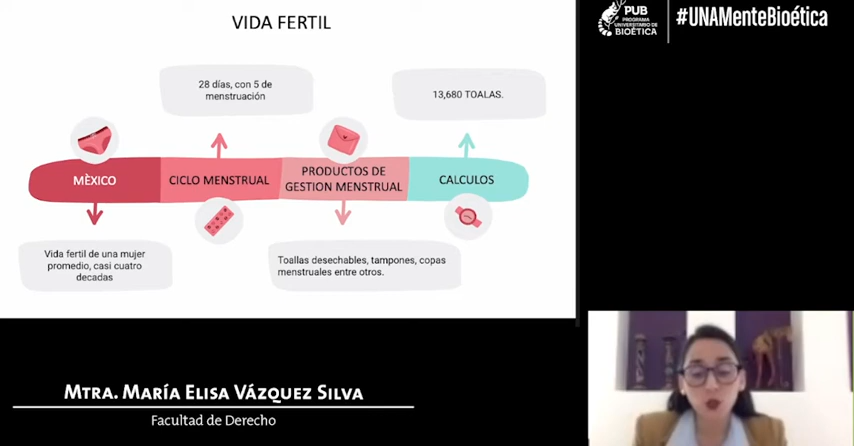 VIDA FERTIL
PUB
PROGRAMA
UNIVERSITARIO DE
BIOÉTICA
#UNAMenteBioética
28 días, con 5 de
menstruación
13,680 TOALAS.
MÈXICO
CICLO MENSTRUAL
PRODUCTOS DE
GESTION MENSTRUAL
CALCULOS
Vida fertil de una mujer
promedio, casi cuatro
decadas
Toallas desechables, tampones, copas
menstruales entre otros.
Mtra. María Elisa Vázquez Silva
Facultad de Derecho